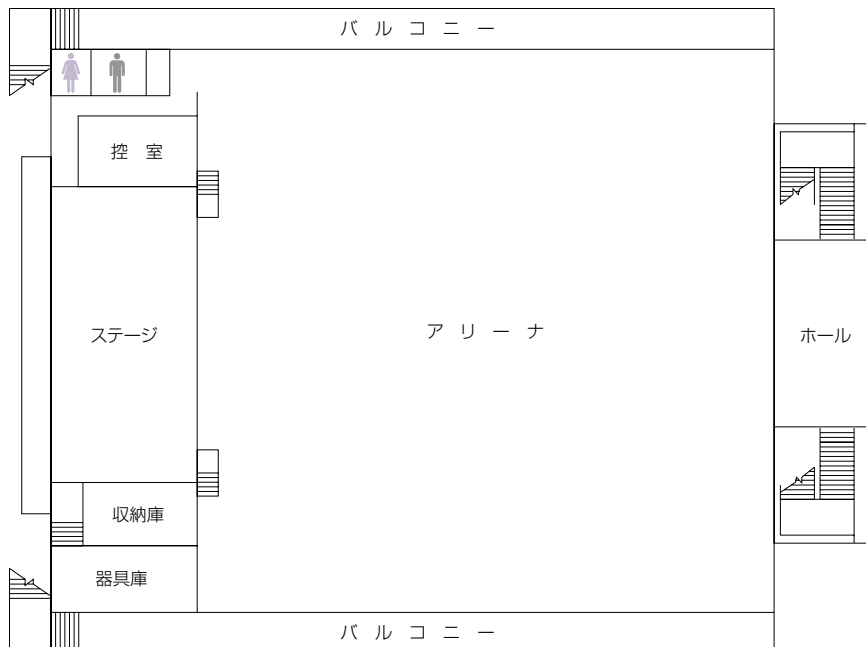 バルコニー
控室
ステージ
アリーナ
ホール
収納庫
器具庫
バルコニー